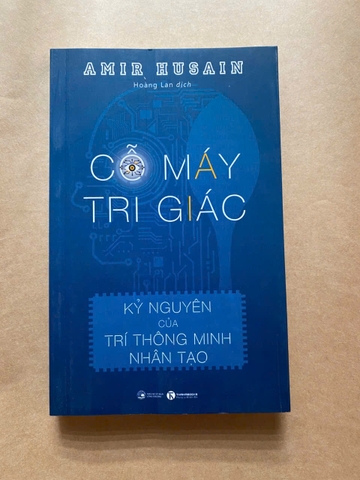 AMIR HUSAIN
Hoàng Lan dịch
CỖ MÁY
TRI GIÁC
KỶ NGUYÊN
CỦA
TRÍ THÔNG MINH
NHÂN TẠO